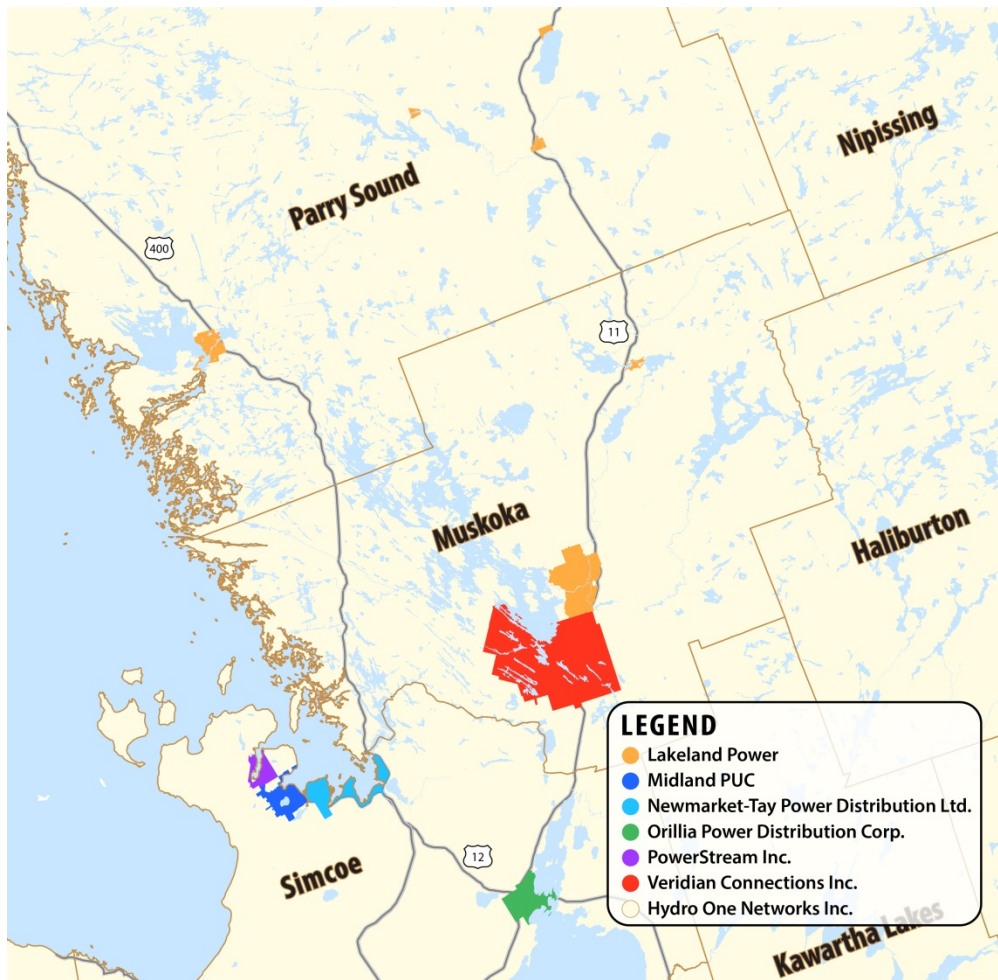 Nipissing
Parry Sound
400
11
Muskoka
Haliburton
LEGEND
Lakeland Power
Midland PUC
Newmarket-Tay Power Distribution Ltd.
Orillia Power Distribution Corp.
PowerStream Inc.
Veridian Connections Inc.
Hydro One Networks Inc.
12
Simcoe
Kawartha Lakes